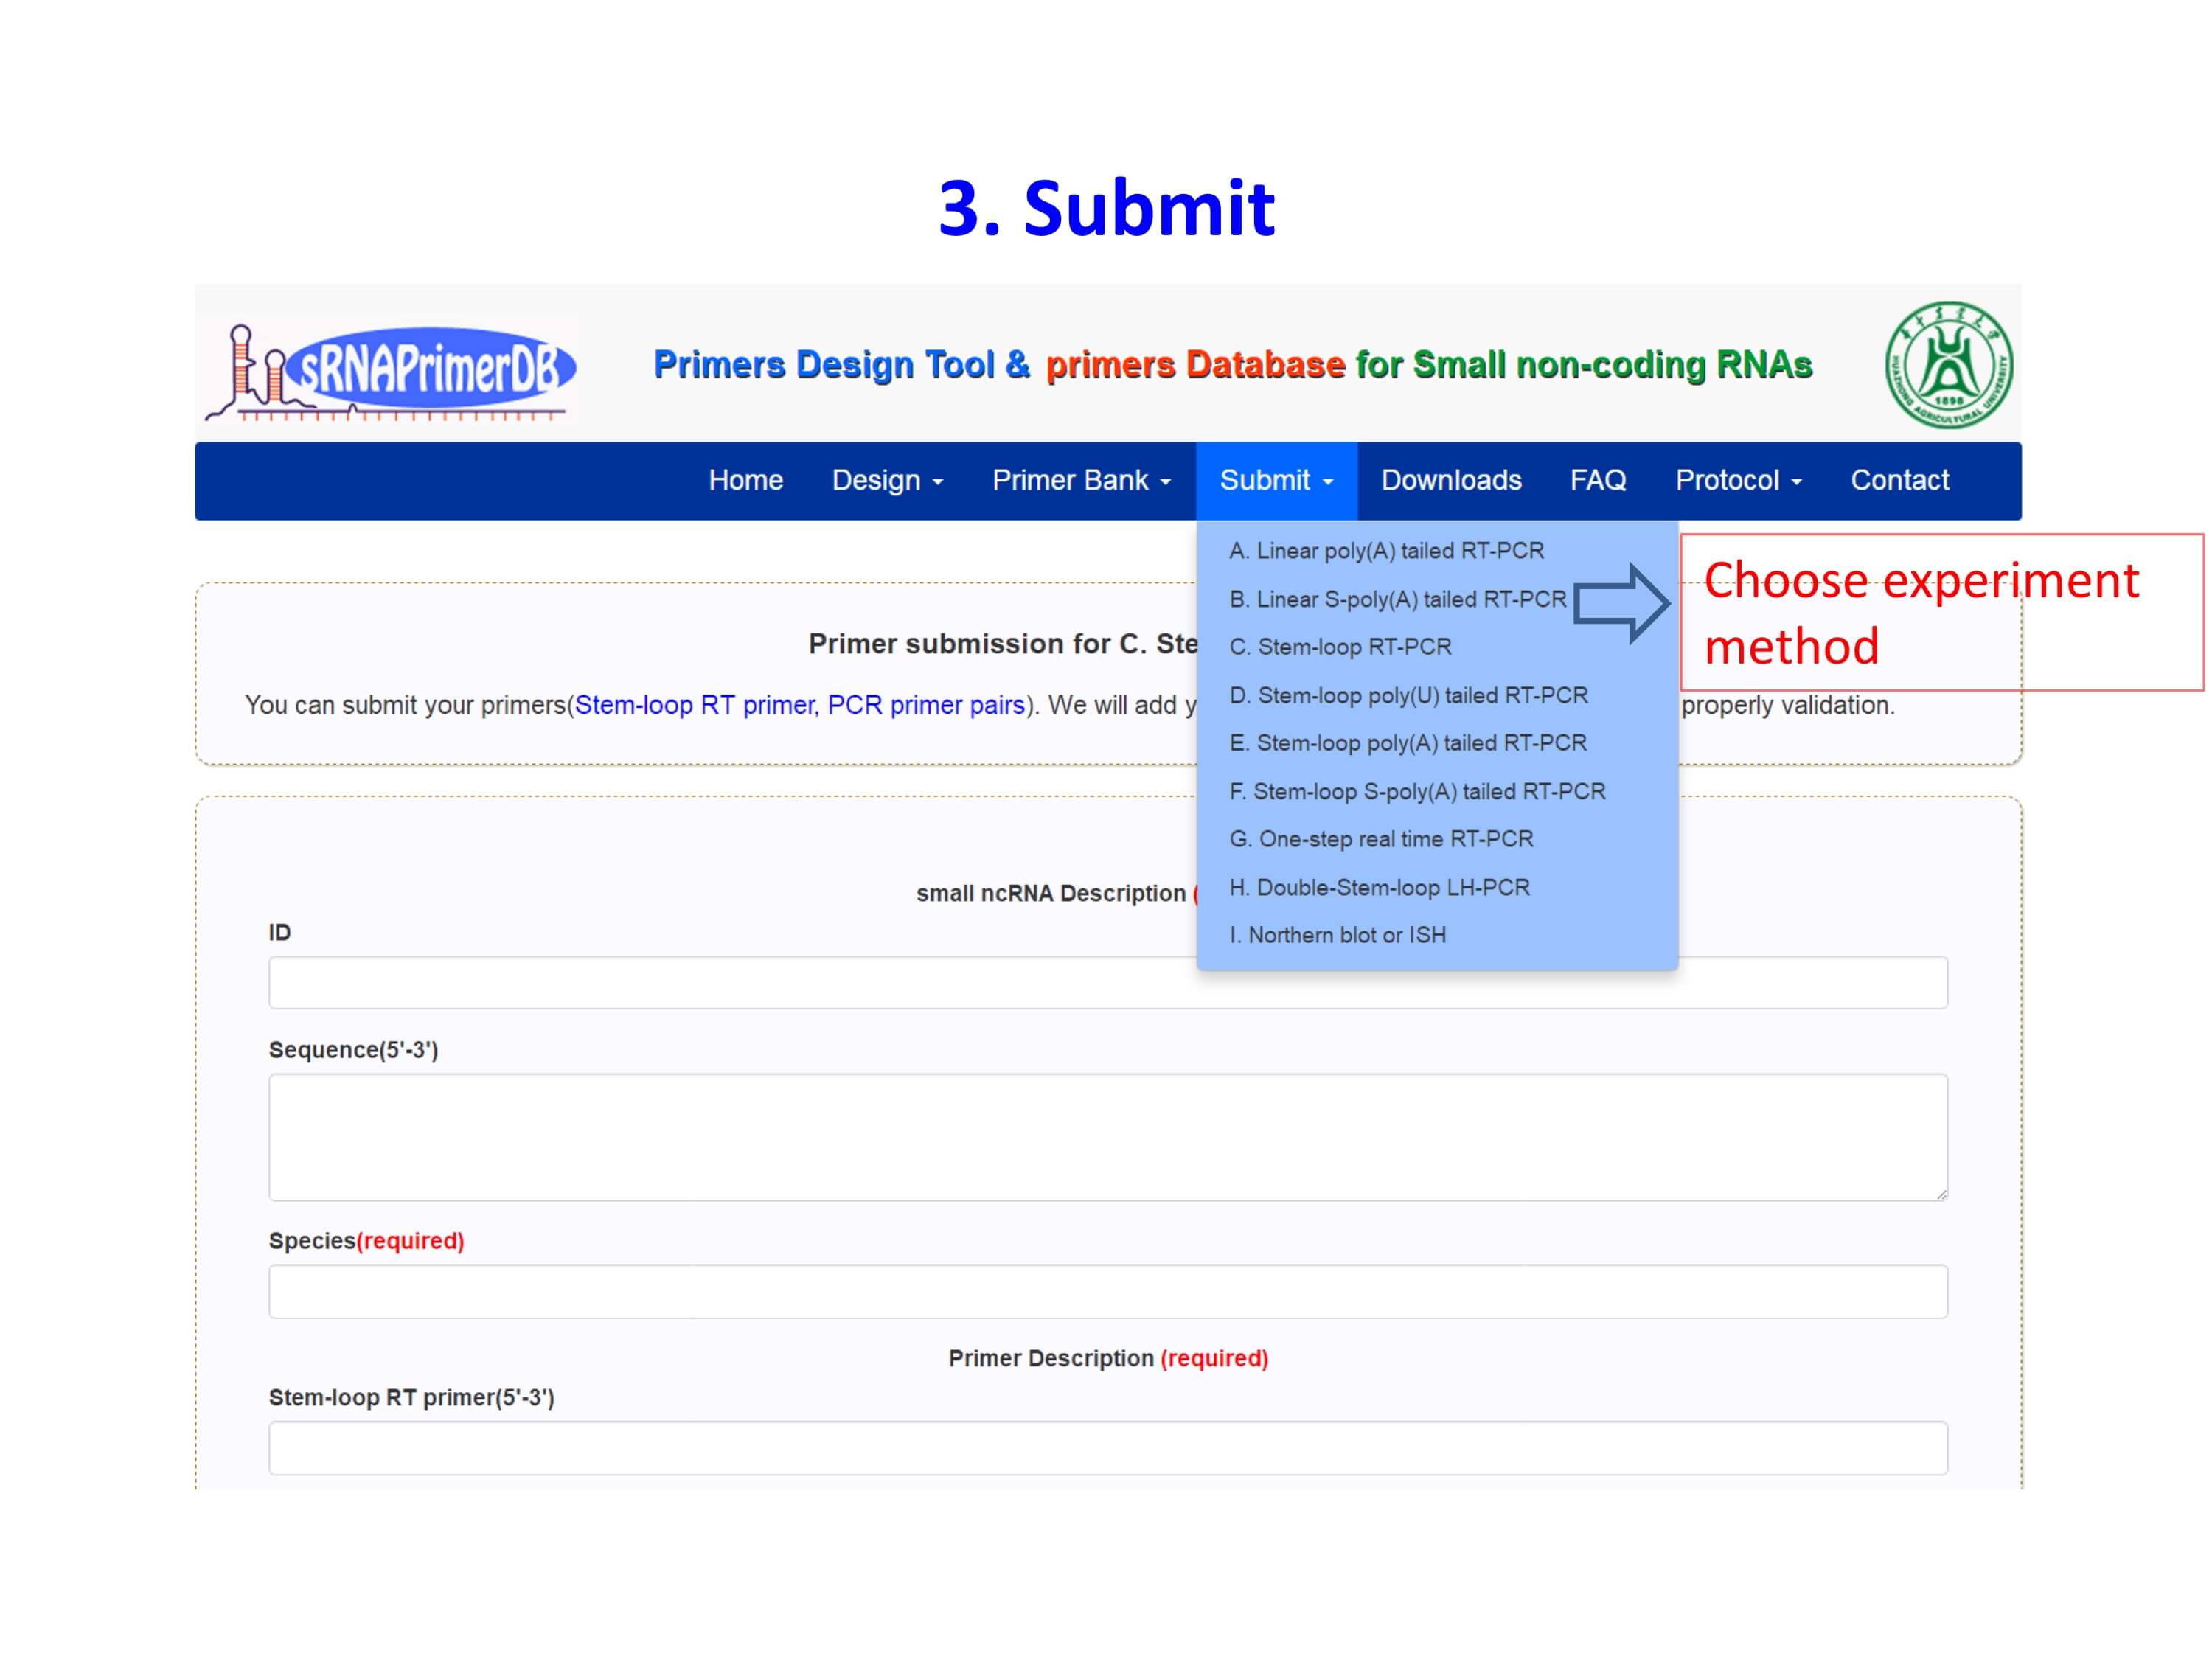 3. Submit
sRNAPrimerDB
Primers Design Tool & primers Database for Small non-coding RNAs
HUAZHONG AGRICULTURAL UNIVERSITY
1898
Home Design Primer Bank Submit Downloads FAQ Protocol Contact
A. Linear poly(A) tailed RT-PCR
B. Linear S-poly(A) tailed RT-PCR
C. Stem-loop RT-PCR
D. Stem-loop poly(U) tailed RT-PCR
E. Stem-loop poly(A) tailed RT-PCR
F. Stem-loop S-poly(A) tailed RT-PCR
G. One-step real time RT-PCR
H. Double-Stem-loop LH-PCR
I. Northern blot or ISH
Choose experiment
method
Primer submission for C. Ste
You can submit your primers(Stem-loop RT primer, PCR primer pairs). We will add y properly validation.
small ncRNA Description (
ID
Sequence(5'-3')
Species(required)
Primer Description (required)
Stem-loop RT primer(5'-3')